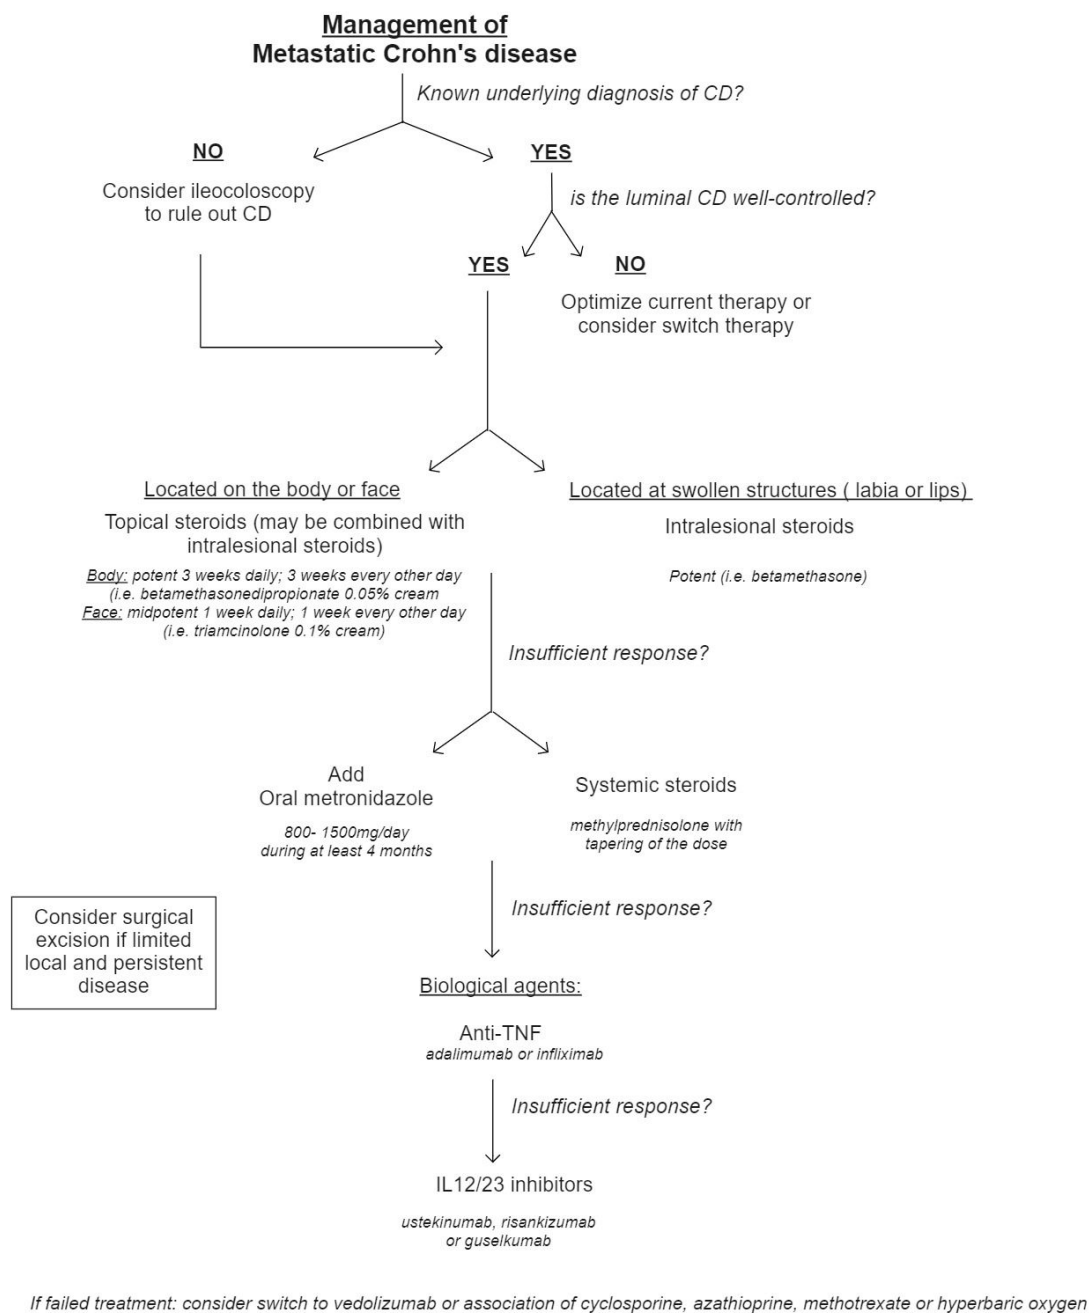 Management of
Metastatic Crohn's disease
Known underlying diagnosis of CD?
NO
YES
Consider ileocoloscopy
to rule out CD
is the luminal CD well-controlled?
YES
NO
Optimize current therapy or
consider switch therapy
Located on the body or face
Topical steroids (may be combined with
intralesional steroids)
Body: potent 3 weeks daily; 3 weeks every other day
(i.e. betamethasonedipropionate 0.05% cream
Face: midpotent 1 week daily; 1 week every other day
(i.e. triamcinolone 0.1% cream)
Located at swollen structures ( labia or lips)
Intralesional steroids
Potent (i.e. betamethasone)
Insufficient response?
Add
Oral metronidazole
800- 1500mg/day
during at least 4 months
Systemic steroids
methylprednisolone with
tapering of the dose
Insufficient response?
Consider surgical
excision if limited
local and persistent
disease
Biological agents:
Anti-TNF
adalimumab or infliximab
Insufficient response?
IL12/23 inhibitors
ustekinumab, risankizumab
or guselkumab
If failed treatment: consider switch to vedolizumab or association of cyclosporine, azathioprine, methotrexate or hyperbaric oxygen